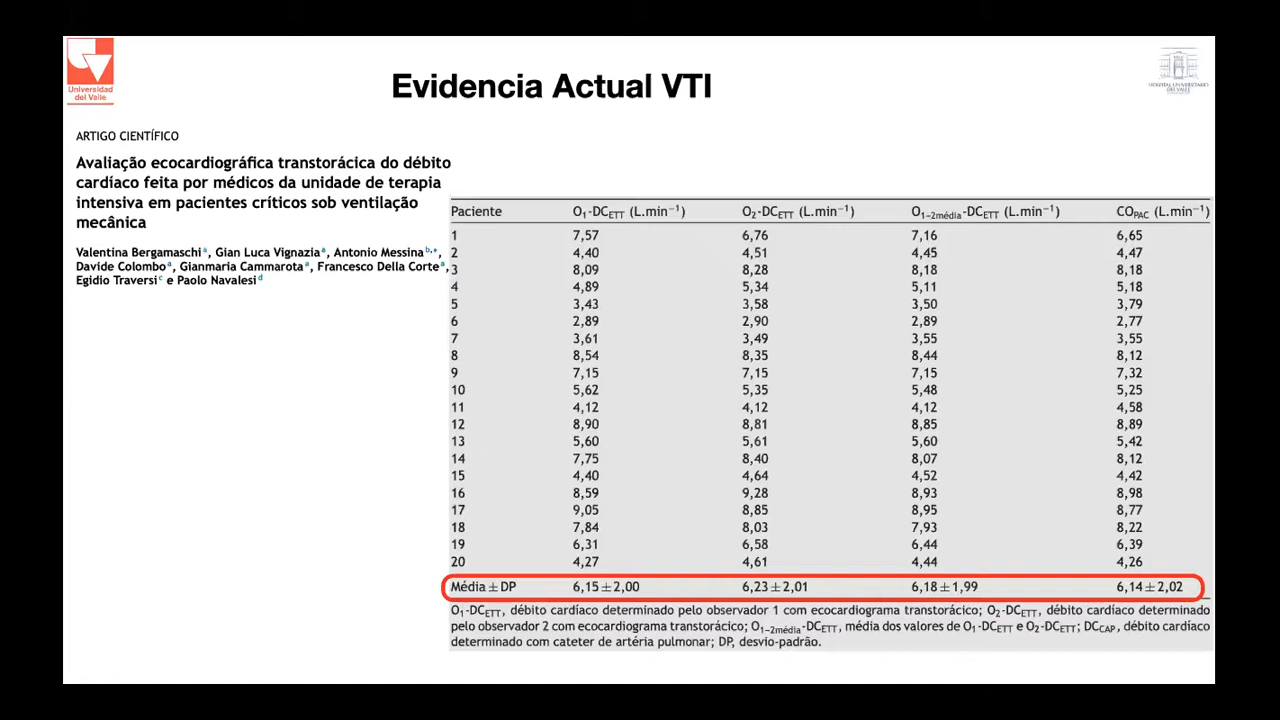 Universidad
del Valle
Evidencia Actual VTI
HOSPITAL UNIVERSITARIO
DEL VALLE
ARTIGO CIENTÍFICO
Avaliação ecocardiográfica transtorácica do débito
cardíaco feita por médicos da unidade de terapia
intensiva em pacientes críticos sob ventilação
mecânica
Valentina Bergamaschi a, Gian Luca Vignazia a, Antonio Messina b,*,
Davide Colombo a, Gianmaria Cammarota a, Francesco Della Corte a,
Egidio Traversi c e Paolo Navalesi d
Paciente O1-DCETT (L.min−1) O2-DCETT (L.min−1) O1−2média-DCETT (L.min−1) COPAC (L.min−1)
1 7,57 6,76 7,16 6,65
2 4,40 4,51 4,45 4,47
3 8,09 8,28 8,18 8,18
4 4,89 5,34 5,11 5,18
5 3,43 3,58 3,50 3,79
6 2,89 2,90 2,89 2,77
7 3,61 3,49 3,55 3,55
8 8,54 8,35 8,44 8,12
9 7,15 7,15 7,15 7,32
10 5,62 5,35 5,48 5,25
11 4,12 4,12 4,12 4,58
12 8,90 8,81 8,85 8,89
13 5,60 5,61 5,60 5,42
14 7,75 8,40 8,07 8,12
15 4,40 4,64 4,52 4,42
16 8,59 9,28 8,93 8,98
17 9,05 8,85 8,95 8,77
18 7,84 8,03 7,93 8,22
19 6,31 6,58 6,44 6,39
20 4,27 4,61 4,44 4,26
Média ± DP 6,15 ± 2,00 6,23 ± 2,01 6,18 ± 1,99 6,14 ± 2,02
O1-DCETT, débito cardíaco determinado pelo observador 1 com ecocardiograma transtorácico; O2-DCETT, débito cardíaco determinado
pelo observador 2 com ecocardiograma transtorácico; O1−2média-DCETT, média dos valores de O1-DCETT e O2-DCETT; DCCAP, débito cardíaco
determinado com cateter de artéria pulmonar; DP, desvio-padrão.